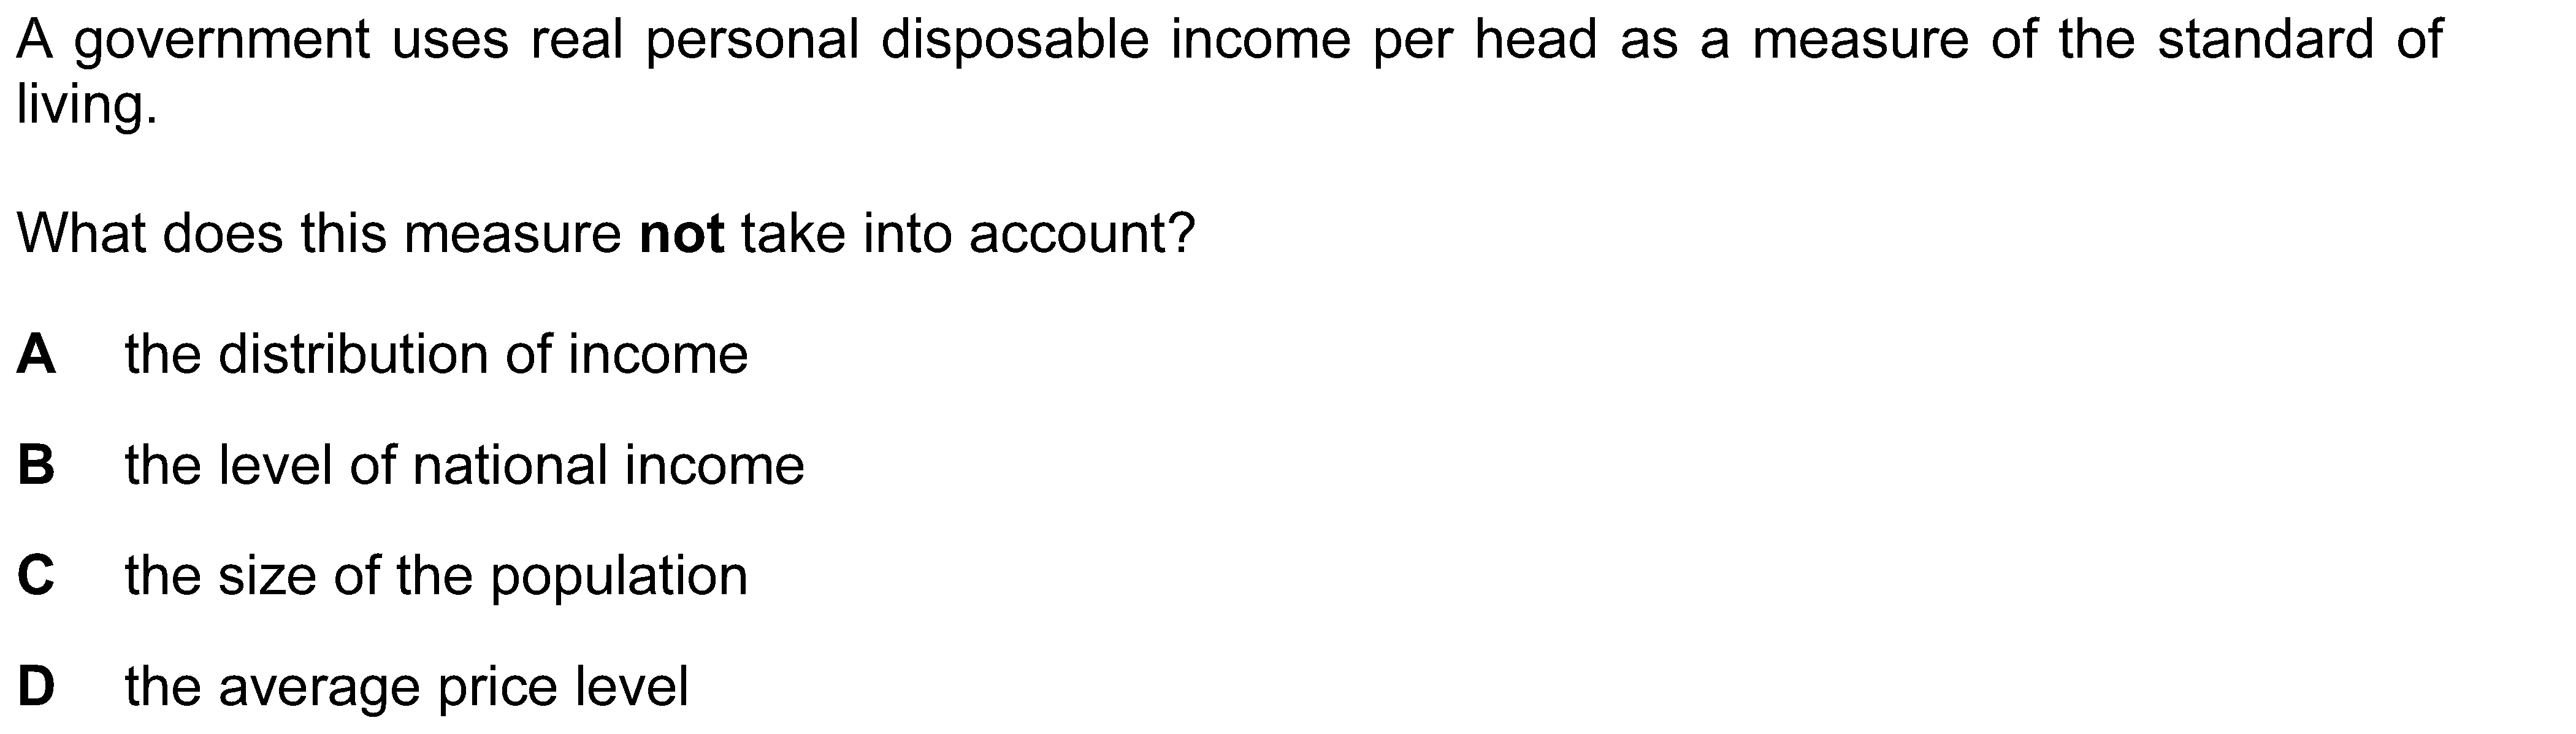 A government uses real personal disposable income per head as a measure of the standard of
living.
What does this measure not take into account?
A the distribution of income
B the level of national income
C the size of the population
D the average price level